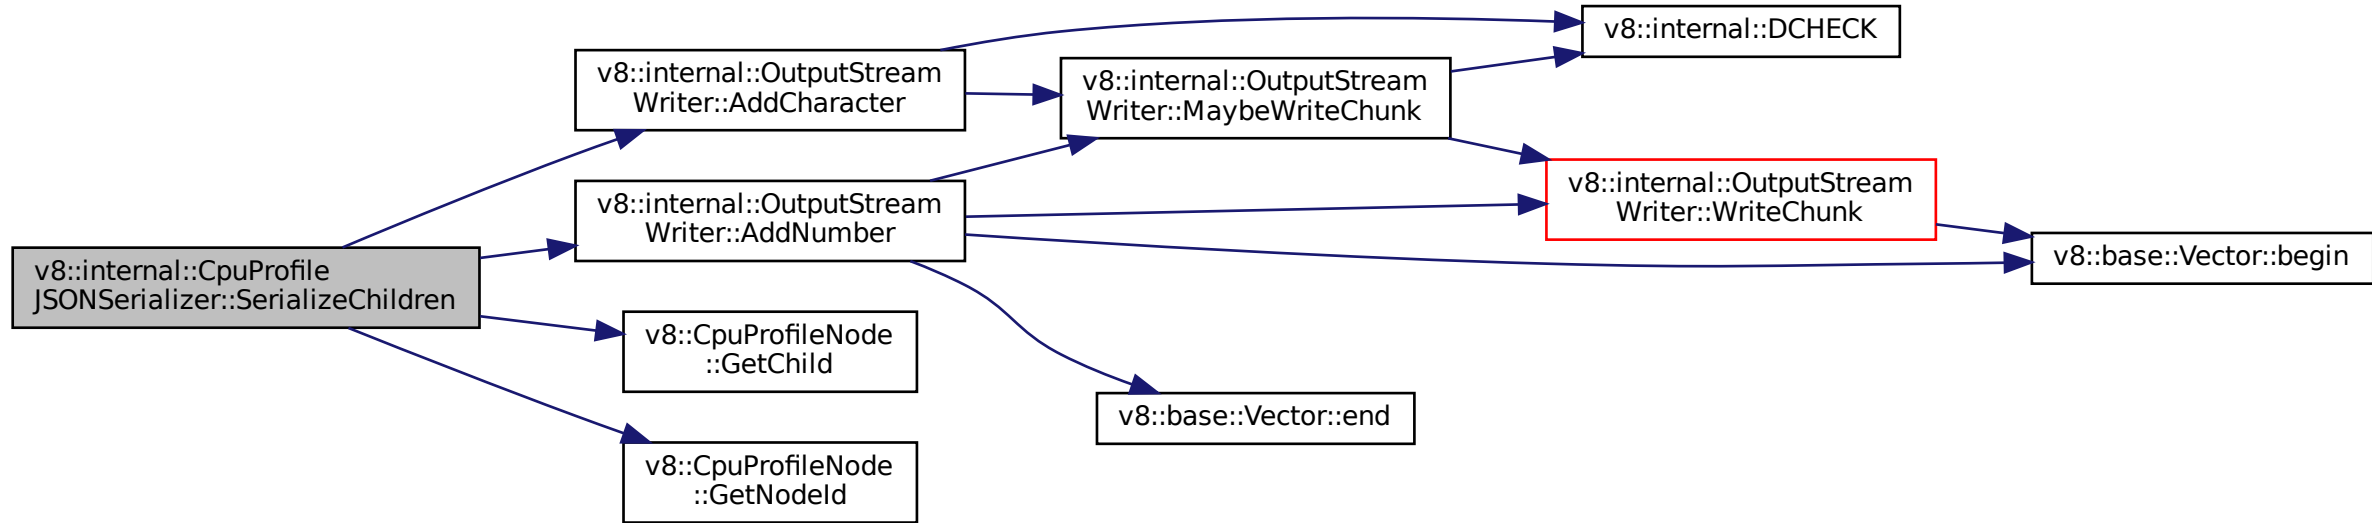 v8::internal::CpuProfile
JSONSerializer::SerializeChildren
v8::internal::OutputStream
Writer::AddCharacter
v8::internal::OutputStream
Writer::AddNumber
v8::CpuProfileNode
::GetChild
v8::CpuProfileNode
::GetNodeId
v8::internal::OutputStream
Writer::MaybeWriteChunk
v8::base::Vector::end
v8::internal::DCHECK
v8::internal::OutputStream
Writer::WriteChunk
v8::base::Vector::begin